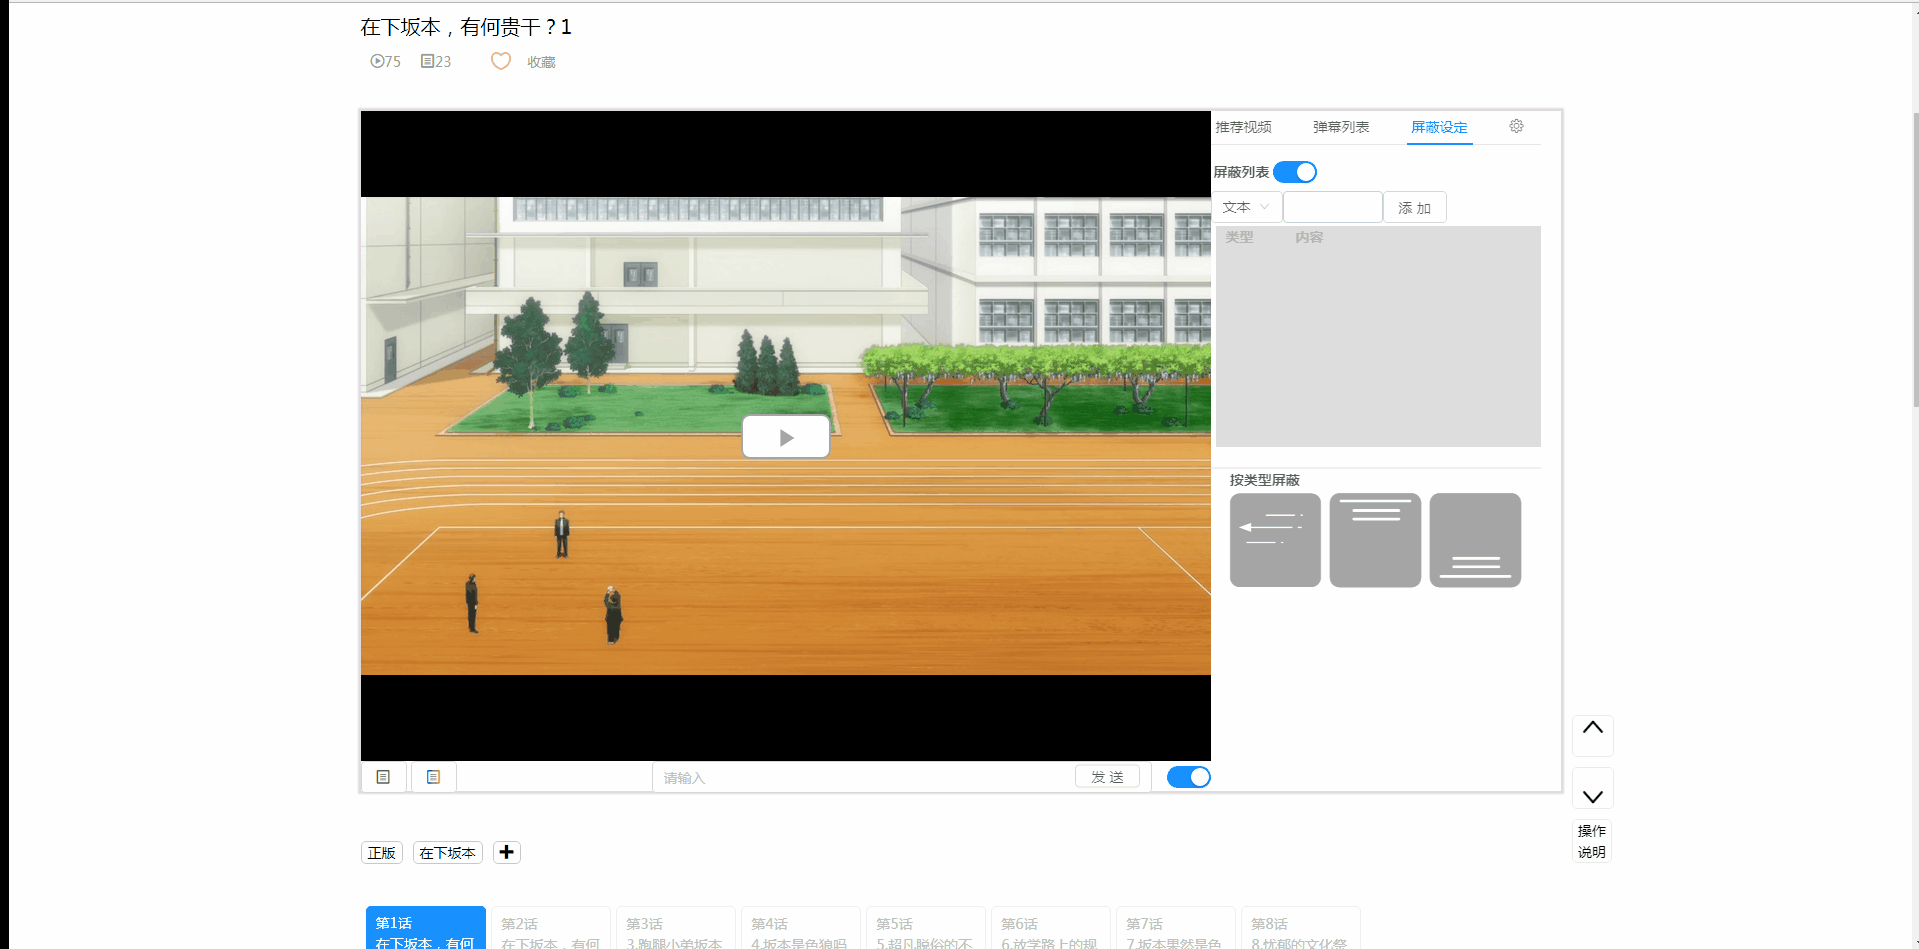 在下坂本，有何贵干？1
75 23 收藏
推荐视频 弹幕列表 屏蔽设定
屏蔽列表
文本 添 加
类型 内容
按类型屏蔽
请输入 发 送
操作
说明
正版 在下坂本
第1话 第2话 第3话 第4话 第5话 第6话 第7话 第8话
在下坂本，有何 在下坂本，有何 3.跑腿小弟坂本 4.坂本是色狼吗 5.超凡脱俗的不 6.放学路上的规 7.坂本果然是色 8.忧郁的文化祭